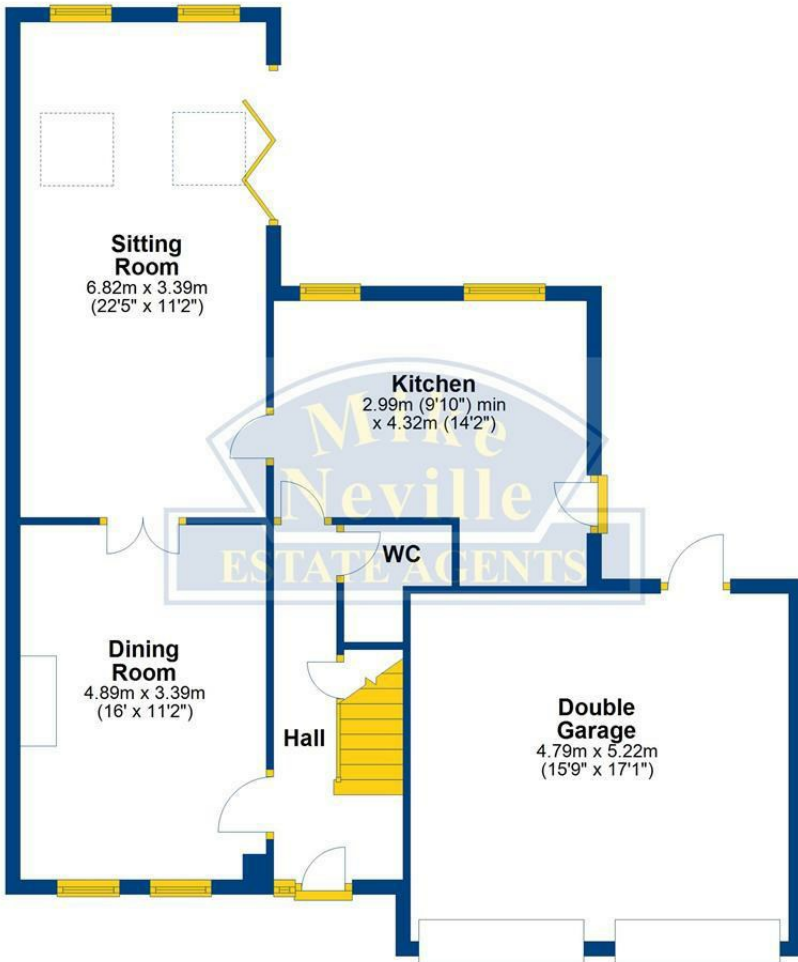 Sitting
Room
6.82m x 3.39m
(22'5" x 11'2")
Kitchen
2.99m (9'10") min
x 4.32m (14'2")
Mike
Neville
ESTATE AGENTS
WC
Dining
Room
4.89m x 3.39m
(16' x 11'2")
Hall
Double
Garage
4.79m x 5.22m
(15'9" x 17'1")